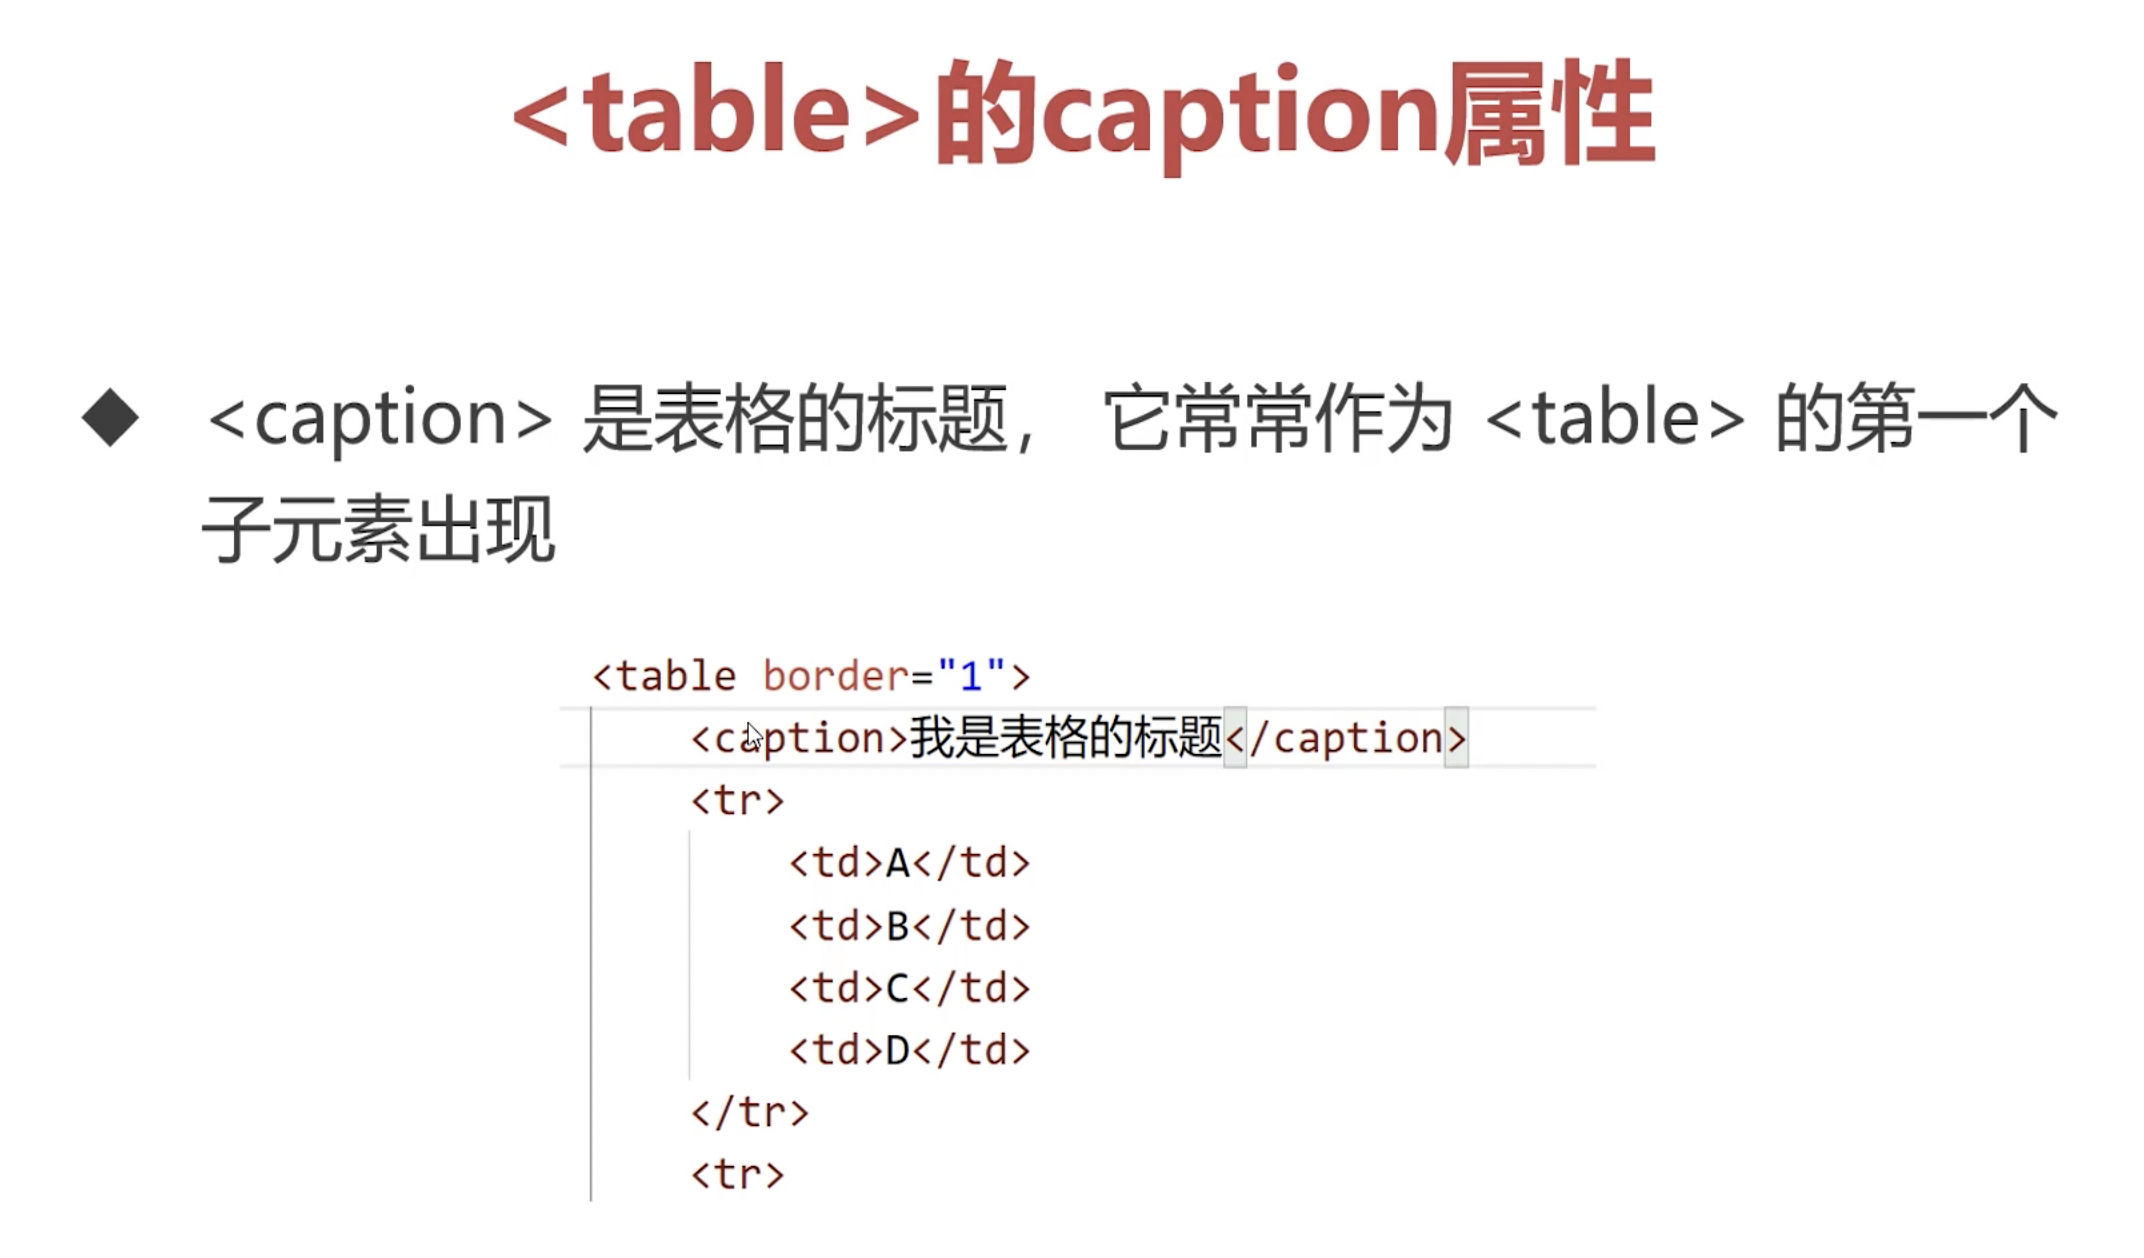 <table>的caption属性
◆ <caption> 是表格的标题， 它常常作为 <table> 的第一个
子元素出现
<table border="1">
<caption>我是表格的标题</caption>
<tr>
<td>A</td>
<td>B</td>
<td>C</td>
<td>D</td>
</tr>
<tr>